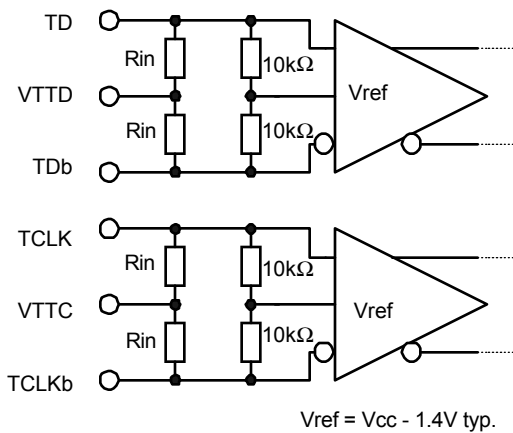 TD
Rin
10kΩ
VTTD
Vref
Rin
10kΩ
TDb
TCLK
Rin
10kΩ
VTTC
Vref
Rin
10kΩ
TCLKb
Vref = Vcc - 1.4V typ.